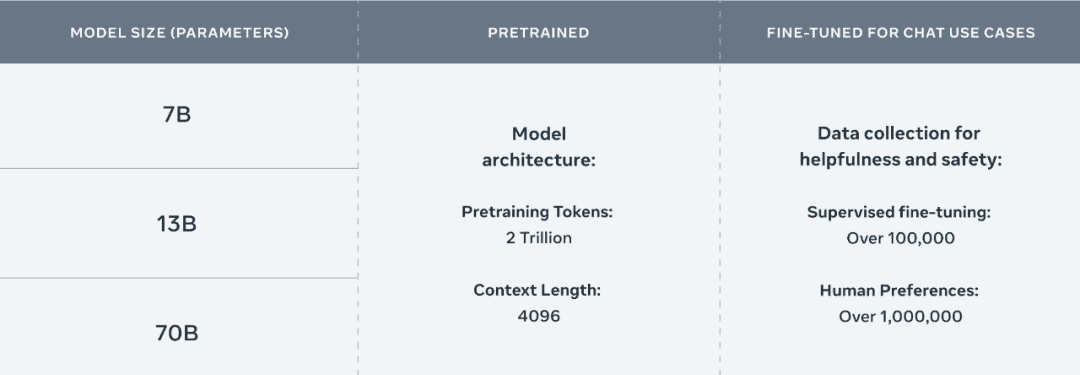 MODEL SIZE (PARAMETERS)
PRETRAINED
FINE-TUNED FOR CHAT USE CASES
7B
13B
70B
Model
architecture:
Pretraining Tokens:
2 Trillion
Context Length:
4096
Data collection for
helpfulness and safety:
Supervised fine-tuning:
Over 100,000
Human Preferences:
Over 1,000,000